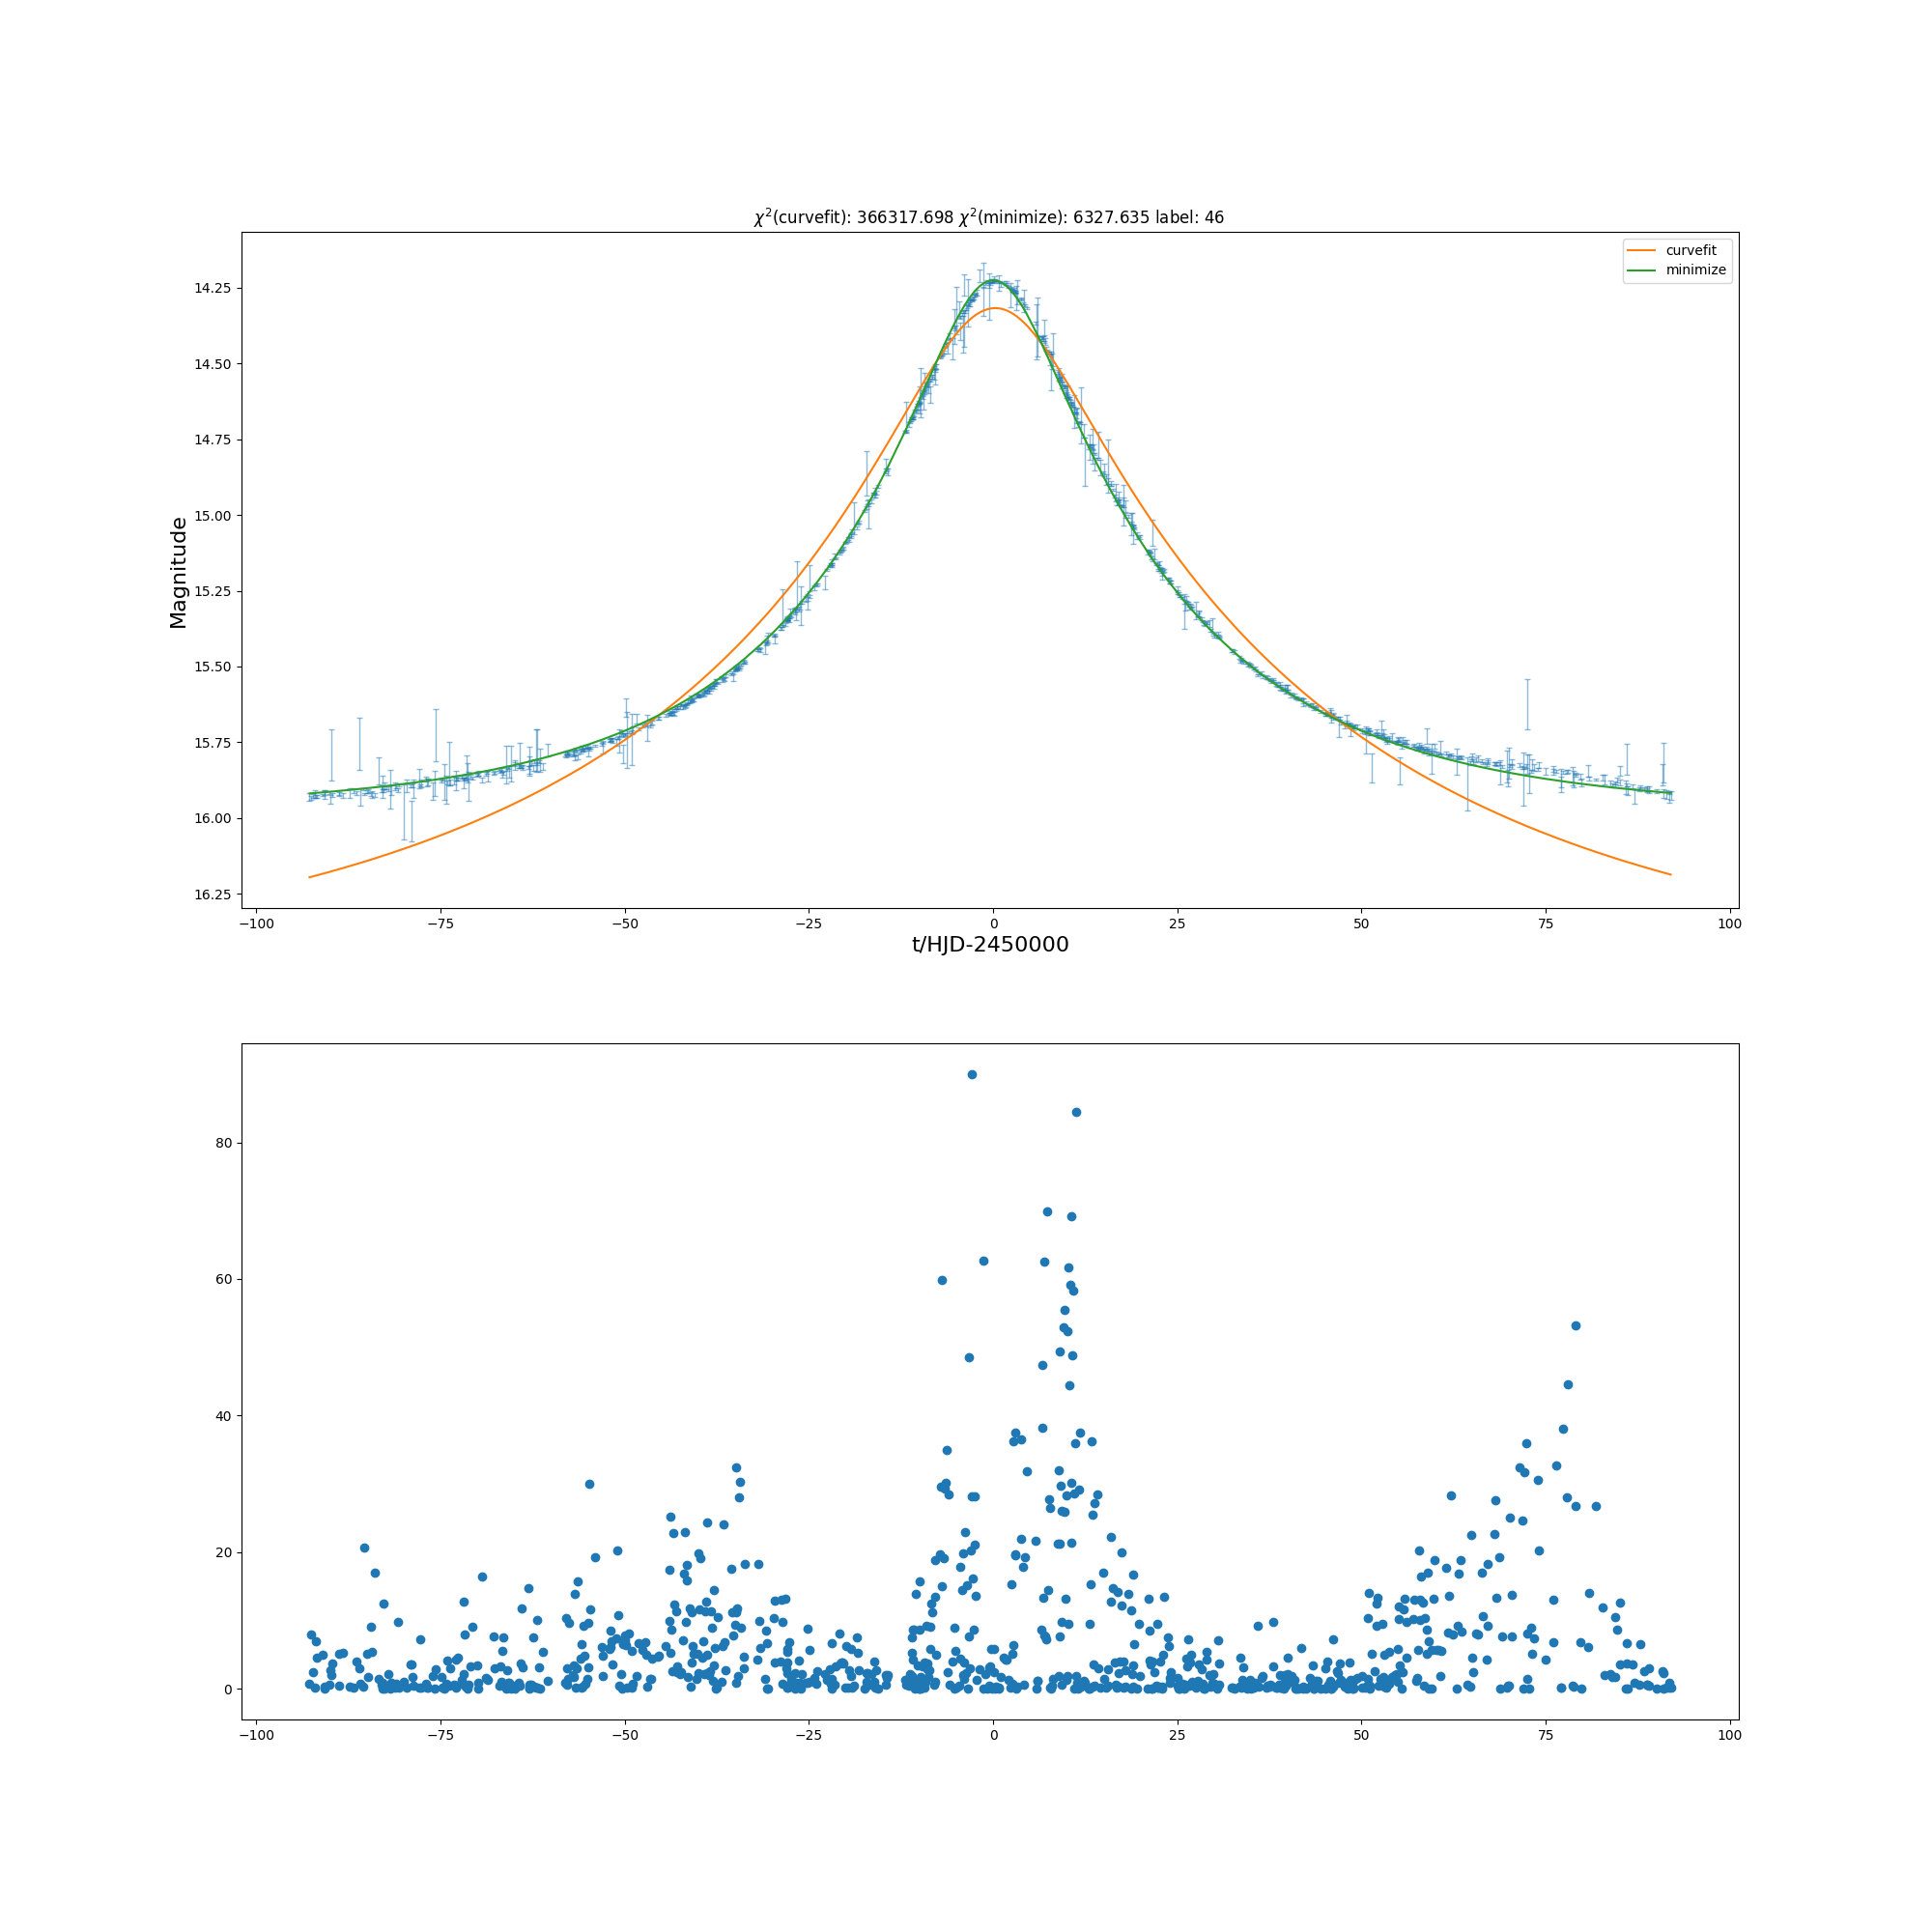 χ²(curvefit): 366317.698 χ²(minimize): 6327.635 label: 46
curvefit
minimize
Magnitude
14.25
14.50
14.75
15.00
15.25
15.50
15.75
16.00
16.25
−100 −75 −50 −25 0 25 50 75 100
t/HJD-2450000
80
60
40
20
0
−100 −75 −50 −25 0 25 50 75 100